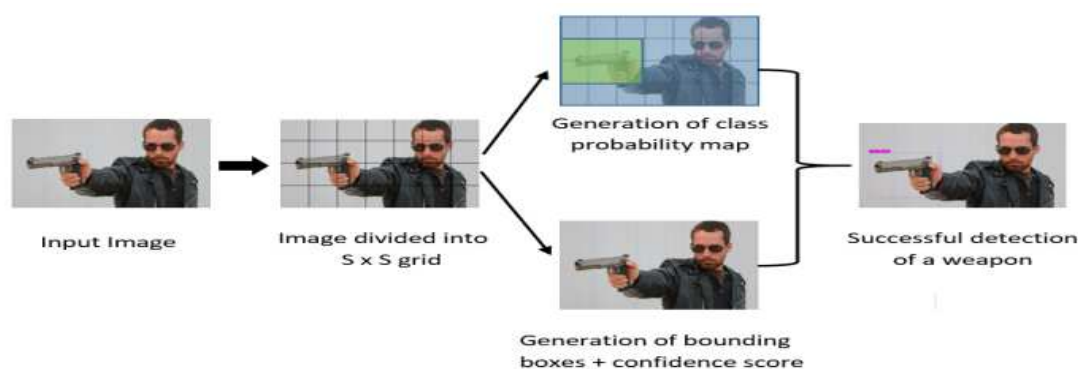 Generation of class
probability map
Input Image
Image divided into
S x S grid
Successful detection
of a weapon
Generation of bounding
boxes + confidence score